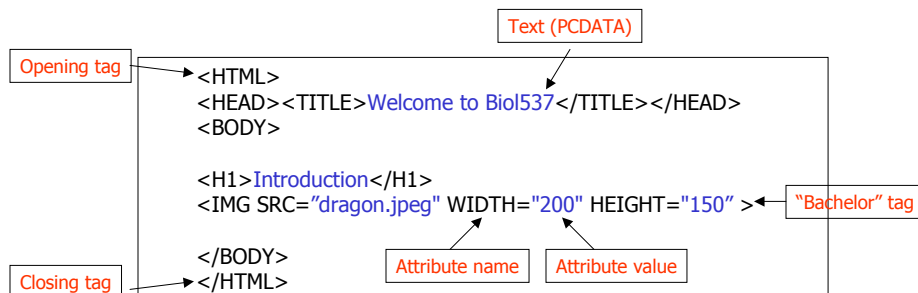 Text (PCDATA)
Opening tag
<HTML>
<HEAD><TITLE>Welcome to Biol537</TITLE></HEAD>
<BODY>
<H1>Introduction</H1>
<IMG SRC=”dragon.jpeg" WIDTH="200" HEIGHT="150” >
“Bachelor” tag
</BODY>
Attribute name
Attribute value
Closing tag
</HTML>